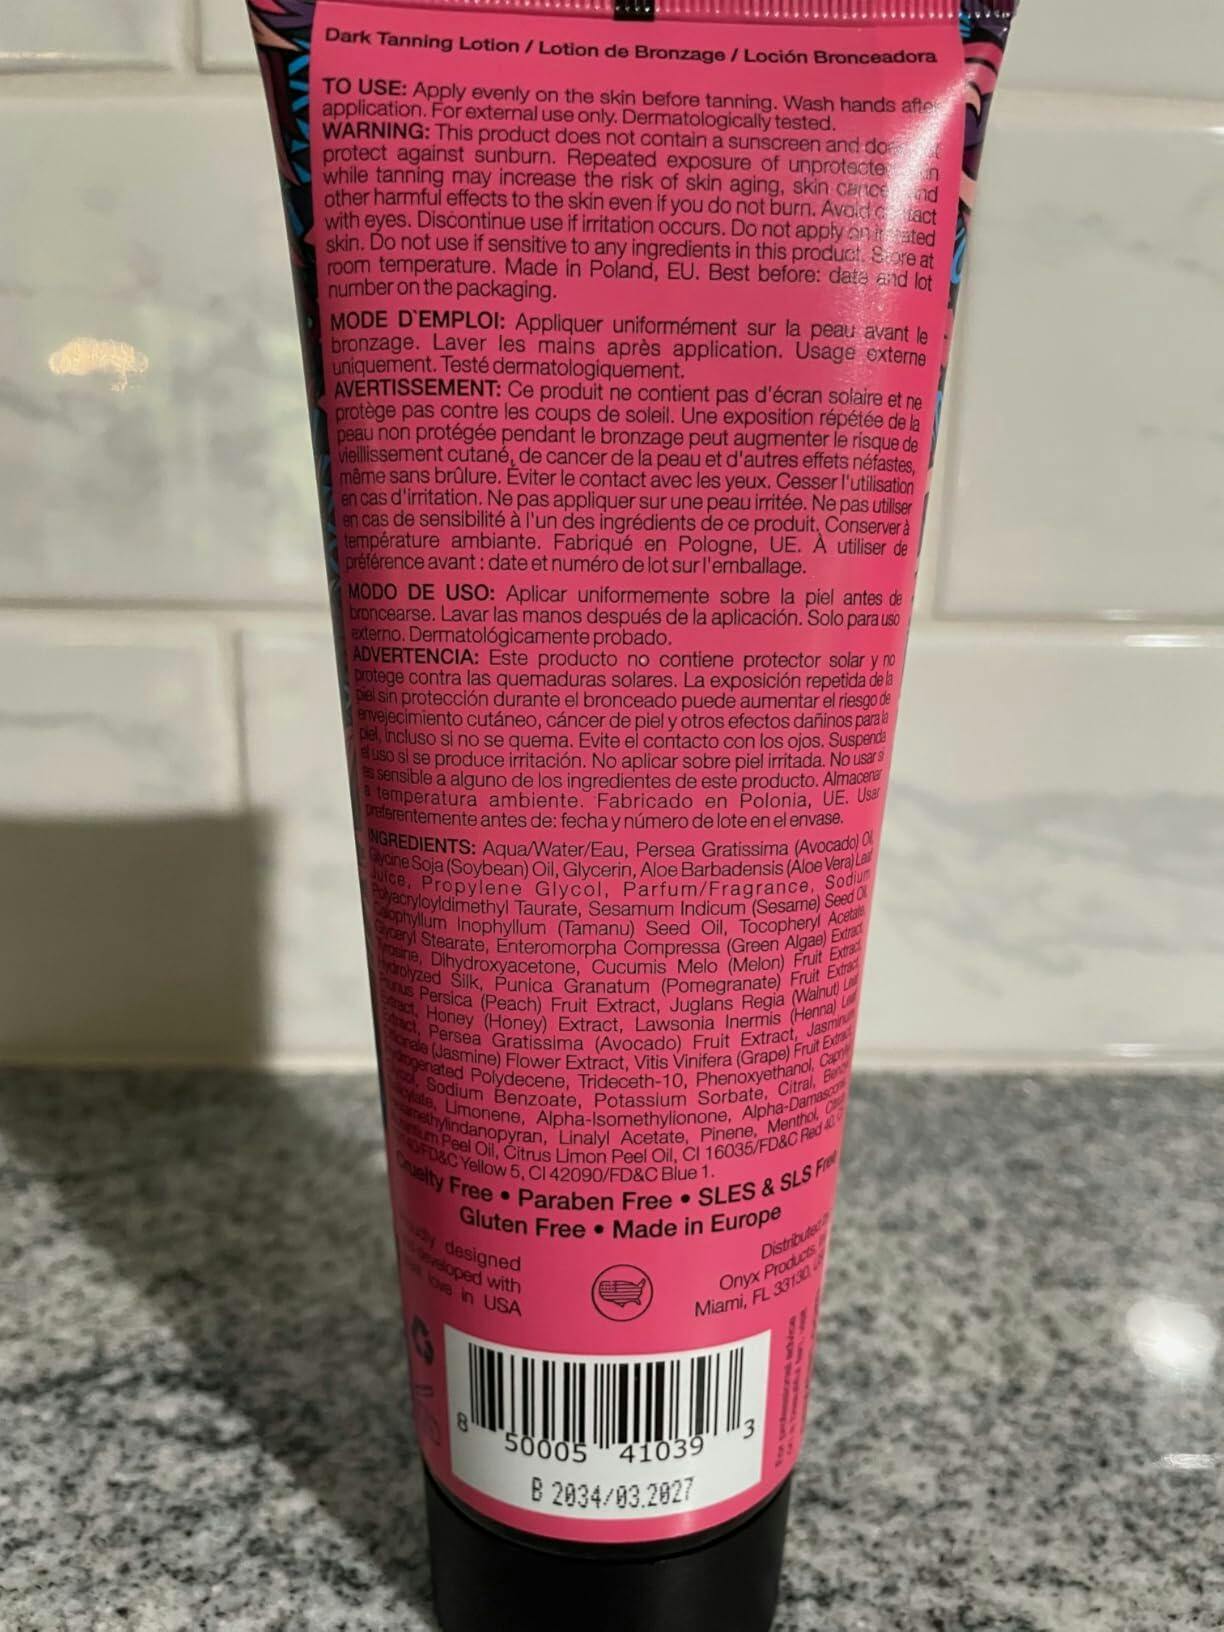 Dark Tanning Lotion / Lotion de Bronzage / Loción Bronceadora
TO USE: Apply evenly on the skin before tanning. Wash hands after
application. For external use only. Dermatologically tested.
WARNING: This product does not contain a sunscreen and
protect against sunburn. Repeated exposure of
while tanning may increase the risk of skin aging, skin cancer and
other harmful effects to the skin even if you do not burn. Avoid contact
with eyes. Discontinue use if irritation occurs. Do not apply on irritated
skin. Do not use if sensitive to any ingredients in this product. Store at
room temperature. Made in Poland, EU. Best before: date and lot
number on the packaging.
MODE D`EMPLOI: Appliquer uniformément sur la peau avant le
bronzage. Laver les mains après application. Usage externe
uniquement. Testé dermatologiquement.
AVERTISSEMENT: Ce produit ne contient pas d'écran solaire et ne
protège pas contre les coups de soleil. Une exposition répétée de la
peau non protégée pendant le bronzage peut augmenter le risque de
vieillissement cutané, de cancer de la peau et d'autres effets néfastes,
même sans brûlure. Éviter le contact avec les yeux. Cesser l'utilisation
en cas d'irritation. Ne pas appliquer sur une peau irritée. Ne pas utiliser
en cas de sensibilité à l'un des ingrédients de ce produit. Conserver à
température ambiante. Fabriqué en Pologne, UE. À utiliser de
préférence avant : date et numéro de lot sur l'emballage.
MODO DE USO: Aplicar uniformemente sobre la piel antes de
broncearse. Lavar las manos después de la aplicación. Solo para uso
externo. Dermatológicamente probado.
ADVERTENCIA: Este producto no contiene protector solar y no
protege contra las quemaduras solares. La exposición repetida de la
piel sin protección durante el bronceado puede aumentar el riesgo de
envejecimiento cutáneo, cáncer de piel y otros efectos dañinos para la
piel, incluso si no se quema. Evite el contacto con los ojos. Suspenda
el uso si se produce irritación. No aplicar sobre piel irritada. No usar si
es sensible a alguno de los ingredientes de este producto. Almacenar
a temperatura ambiente. Fabricado en Polonia, UE. Usar
preferentemente antes de: fecha y número de lote en el envase.
INGREDIENTS: Aqua/Water/Eau, Persea Gratissima (Avocado) Oil,
Glycine Soja (Soybean) Oil, Glycerin, Aloe Barbadensis (Aloe Vera) Leaf
Juice, Propylene Glycol, Parfum/Fragrance, Sodium
Polyacryloyldimethyl Taurate, Sesamum Indicum (Sesame) Seed Oil,
Calophyllum Inophyllum (Tamanu) Seed Oil, Tocopheryl Acetate,
Glyceryl Stearate, Enteromorpha Compressa (Green Algae) Extract,
Tyrosine, Dihydroxyacetone, Cucumis Melo (Melon) Fruit Extract,
Hydrolyzed Silk, Punica Granatum (Pomegranate) Fruit Extract,
Persica (Peach) Fruit Extract, Juglans Regia (Walnut) Leaf
Extract, Honey (Honey) Extract, Lawsonia Inermis (Henna) Leaf
Extract, Persea Gratissima (Avocado) Fruit Extract, Jasminum
Officinale (Jasmine) Flower Extract, Vitis Vinifera (Grape) Fruit Extract,
Hydrogenated Polydecene, Trideceth-10, Phenoxyethanol,
Sodium Benzoate, Potassium Sorbate, Citral,
Limonene, Alpha-Isomethylionone,
Linalyl Acetate, Pinene, Menthol,
Peel Oil, Citrus Limon Peel Oil, CI 16035/FD&C Red 40,
Yellow 5, CI 42090/FD&C Blue 1.
Cruelty Free • Paraben Free • SLES & SLS Free
Gluten Free • Made in Europe
designed
with
love in USA
Distributed
Onyx Products,
Miami, FL 33130,
For professional advice
8 50005 41039 3
B 2034/03.2027